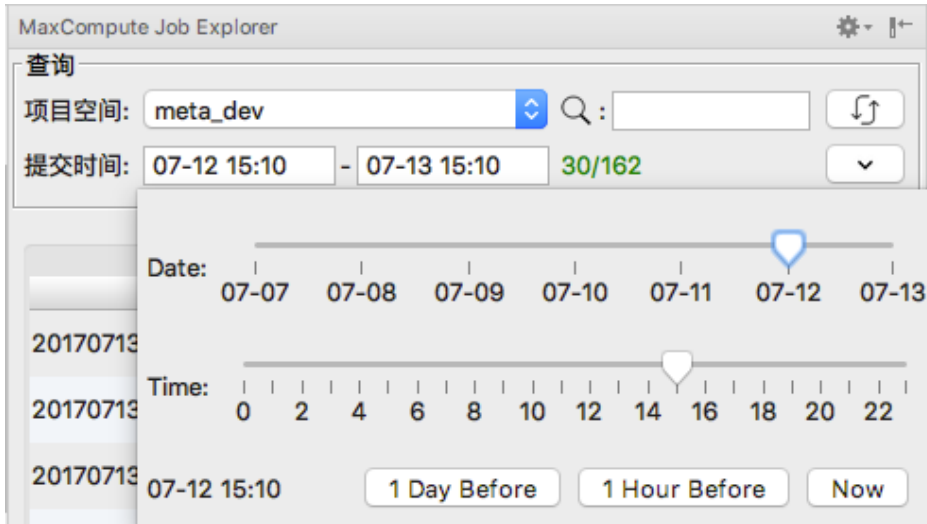 MaxCompute Job Explorer
查询
项目空间: meta_dev :
提交时间: 07-12 15:10 - 07-13 15:10 30/162
Date:
07-07 07-08 07-09 07-10 07-11 07-12 07-13
20170713
Time:
0 2 4 6 8 10 12 14 16 18 20 22
20170713
20170713
07-12 15:10 1 Day Before 1 Hour Before Now